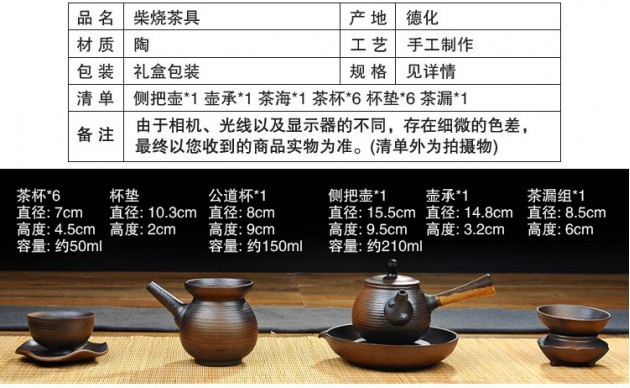 品 名 柴烧茶具 产 地 德化
材 质 陶 工 艺 手工制作
包 装 礼盒包装 规 格 见详情
清 单 侧把壶*1 壶承*1 茶海*1 茶杯*6 杯垫*6 茶漏*1
备 注 由于相机、光线以及显示器的不同，存在细微的色差，
最终以您收到的商品实物为准。(清单外为拍摄物)
茶杯*6
直径: 7cm
高度: 4.5cm
容量: 约50ml
杯垫
直径: 10.3cm
高度: 2cm
公道杯*1
直径: 8cm
高度: 9cm
容量: 约150ml
侧把壶*1
直径: 15.5cm
高度: 9.5cm
容量: 约210ml
壶承*1
直径: 14.8cm
高度: 3.2cm
茶漏组*1
直径: 8.5cm
高度: 6cm